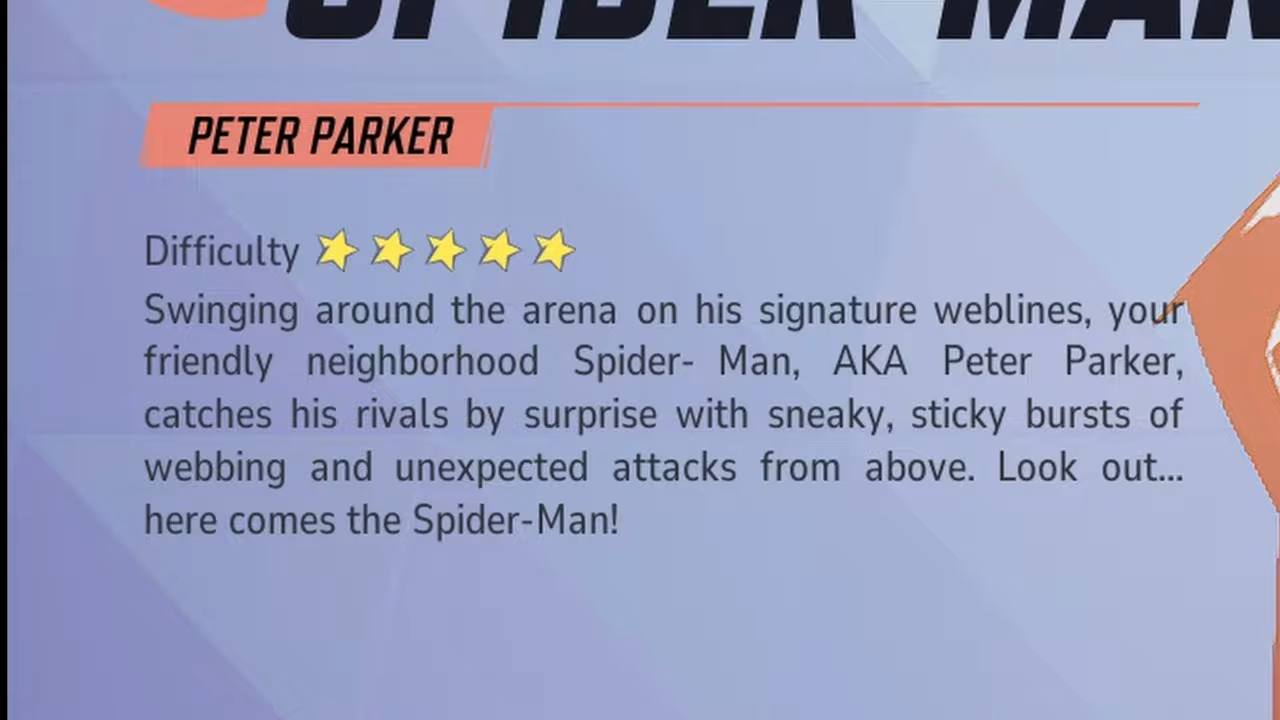 SPIDER-MAN
PETER PARKER
Difficulty
Swinging around the arena on his signature weblines, your
friendly neighborhood Spider- Man, AKA Peter Parker,
catches his rivals by surprise with sneaky, sticky bursts of
webbing and unexpected attacks from above. Look out...
here comes the Spider-Man!